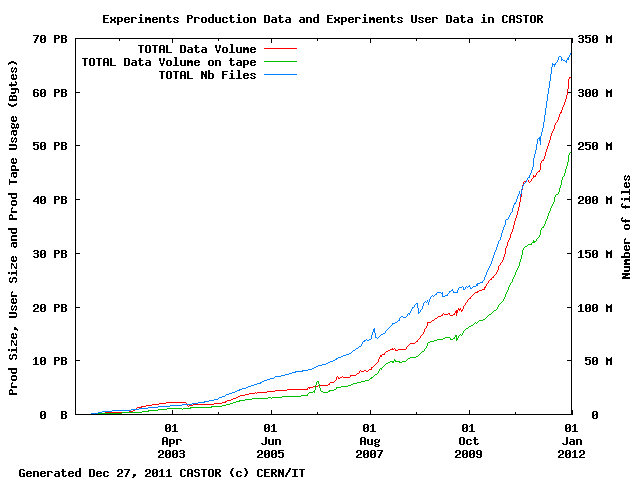 Experiments Production Data and Experiments User Data in CASTOR
TOTAL Data Volume
TOTAL Data Volume on tape
TOTAL Nb Files
Prod Size, User Size and Prod Tape Usage (Bytes)
70 PB
60 PB
50 PB
40 PB
30 PB
20 PB
10 PB
0 B
350 M
300 M
250 M
200 M
150 M
100 M
50 M
0
Number of files
01 Apr 2003
01 Jun 2005
01 Aug 2007
01 Oct 2009
01 Jan 2012
Generated Dec 27, 2011 CASTOR (c) CERN/IT